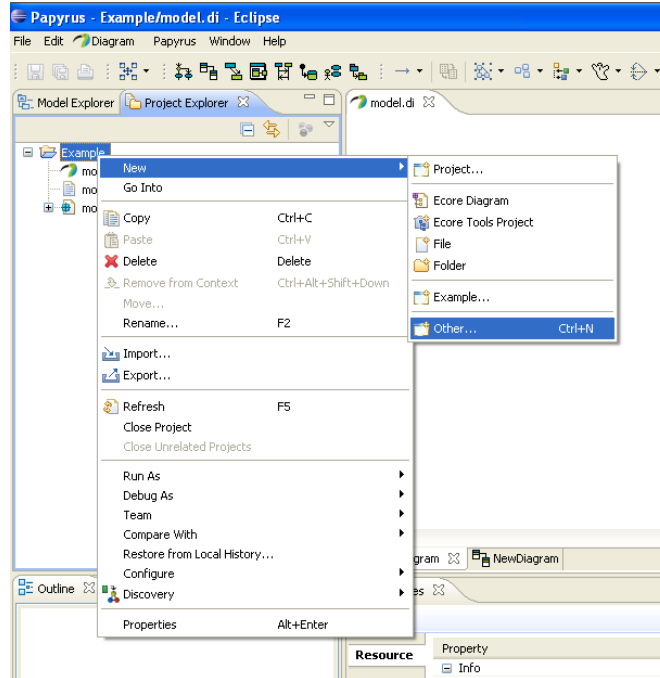 Papyrus - Example/model.di - Eclipse
File Edit Diagram Papyrus Window Help
Model Explorer Project Explorer model.di
Example
mo
mo
mo
New
Go Into
Copy Ctrl+C
Paste Ctrl+V
Delete Delete
Remove from Context Ctrl+Alt+Shift+Down
Move...
Rename... F2
Import...
Export...
Refresh F5
Close Project
Close Unrelated Projects
Run As
Debug As
Team
Compare With
Restore from Local History...
Configure
Discovery
Properties Alt+Enter
Project...
Ecore Diagram
Ecore Tools Project
File
Folder
Example...
Other... Ctrl+N
gram NewDiagram
Outline
es
Resource
Property
Info